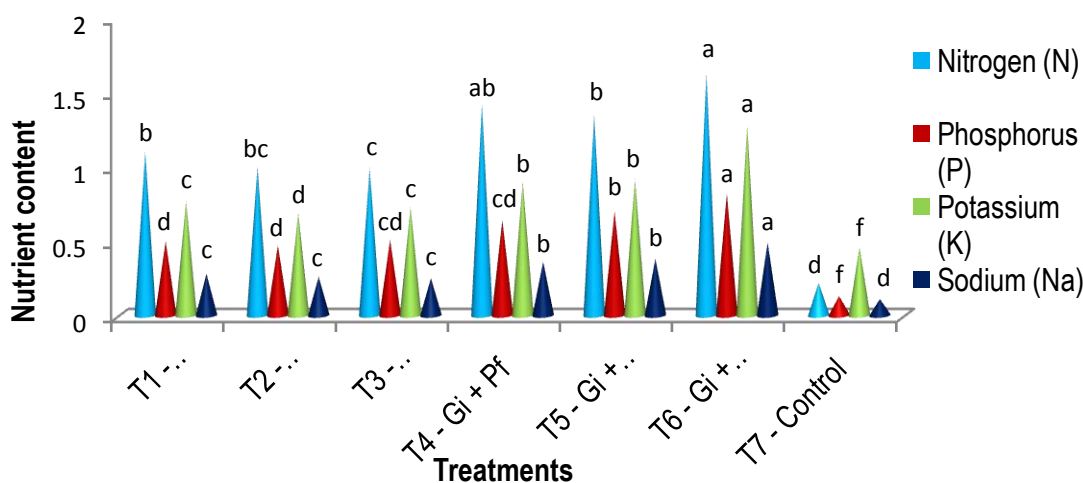 Nutrient content
2
1.5
1
0.5
0
b
d
c
c
bc
d
d
c
c
cd
c
c
ab
cd
b
b
b
b
b
b
a
a
a
a
d
f
f
d
T1 -..
T2 -..
T3 -..
T4 - Gi + Pf
T5 - Gi +..
T6 - Gi +..
T7 - Control
Treatments
Nitrogen (N)
Phosphorus
(P)
Potassium
(K)
Sodium (Na)